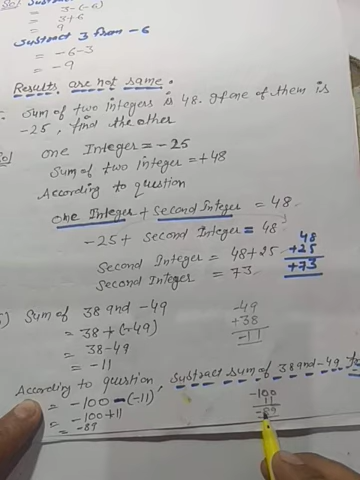 Sol Subtract
= 3-(-6)
= 3+6
= 9
Subtract 3 from -6
= -6-3
= -9
Results are not same.
Sum of two integers is 48. If one of them is
-25, find the other
Sol one Integer = -25
Sum of two integer = +48
According to question
one Integer + Second Integer = 48
-25 + Second Integer = 48
Second Integer = 48+25
Second Integer = 73
48
+25
+73
Sum of 38 and -49
= 38+(-49)
= 38-49
= -11
-49
+38
-11
According to question, Subtract sum of 38 and -49
= -100-(-11)
= -100+11
= -89
-100
11
-89